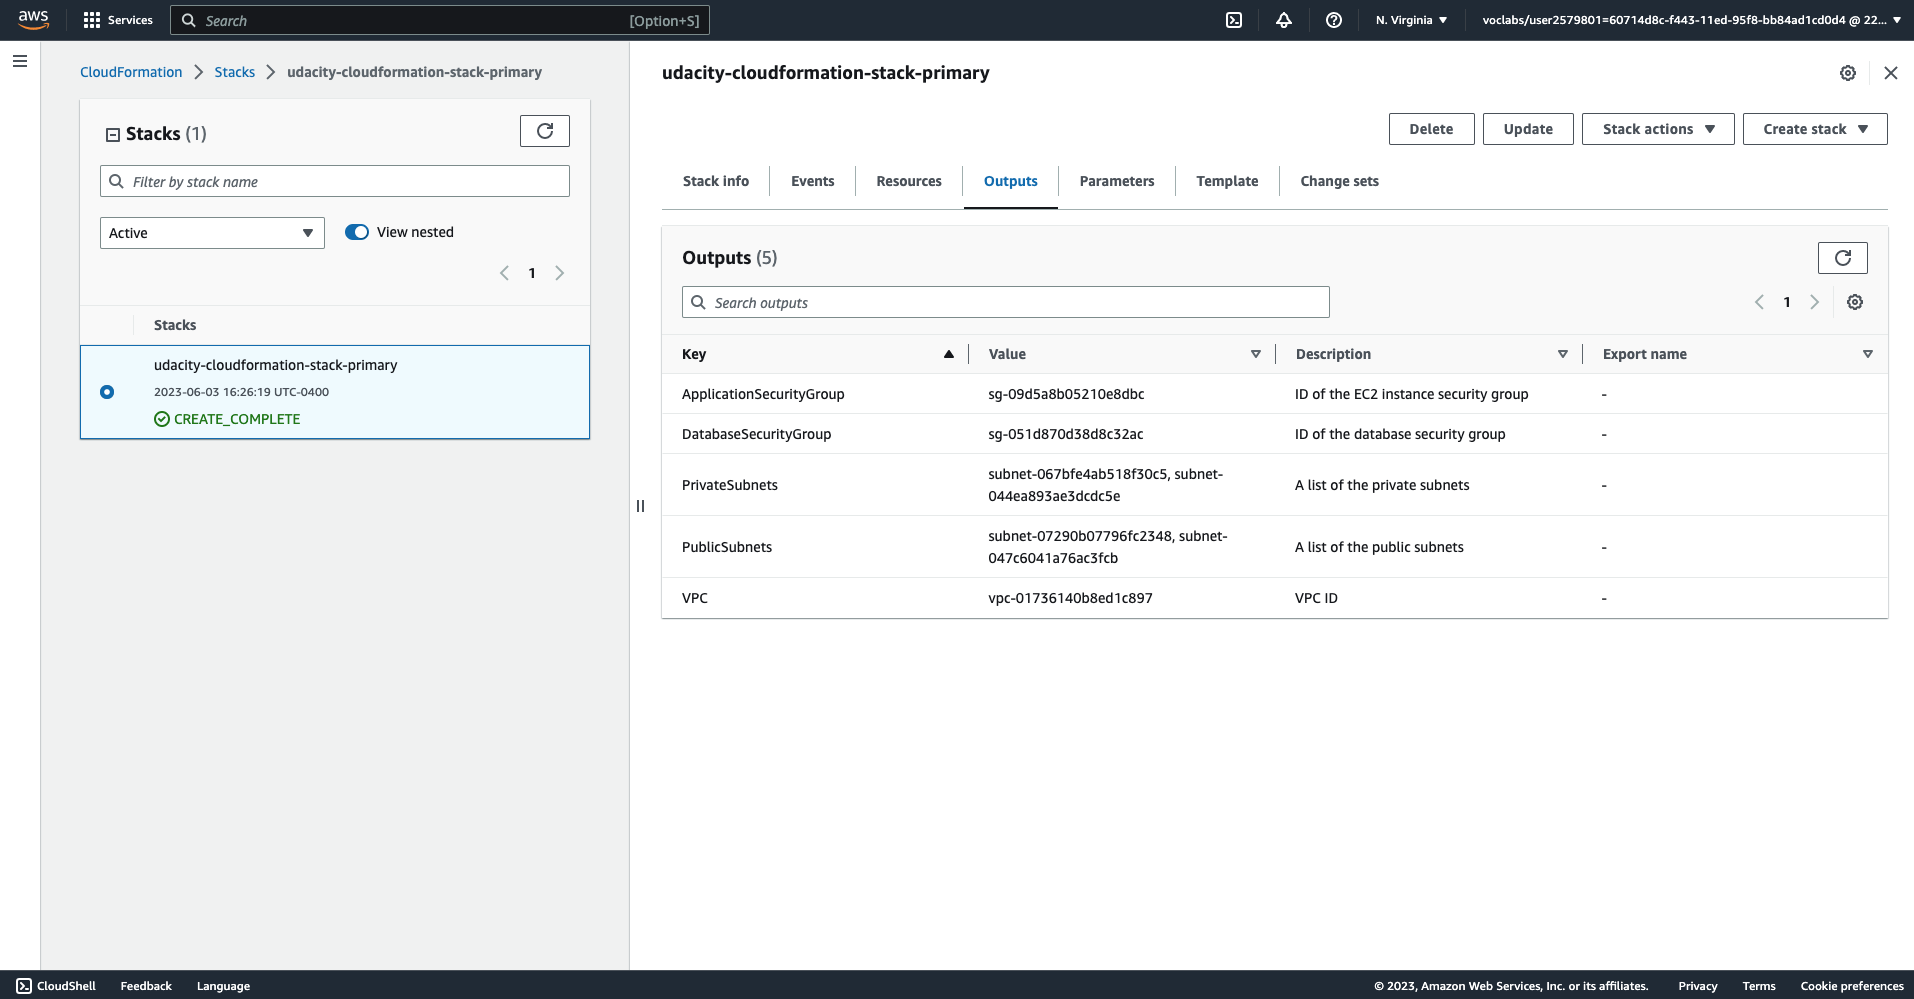 aws
Services
Search
[Option+S]
N. Virginia
voclabs/user2579801=60714d8c-f443-11ed-95f8-bb84ad1cd0d4 @ 22...
CloudFormation
Stacks
udacity-cloudformation-stack-primary
Stacks (1)
Filter by stack name
Active
View nested
1
Stacks
udacity-cloudformation-stack-primary
2023-06-03 16:26:19 UTC-0400
CREATE_COMPLETE
udacity-cloudformation-stack-primary
Delete
Update
Stack actions
Create stack
Stack info
Events
Resources
Outputs
Parameters
Template
Change sets
Outputs (5)
Search outputs
1
Key
Value
Description
Export name
ApplicationSecurityGroup
sg-09d5a8b05210e8dbc
ID of the EC2 instance security group
-
DatabaseSecurityGroup
sg-051d870d38d8c32ac
ID of the database security group
-
PrivateSubnets
subnet-067bfe4ab518f30c5, subnet-
044ea893ae3dcdc5e
A list of the private subnets
-
PublicSubnets
subnet-07290b07796fc2348, subnet-
047c6041a76ac3fcb
A list of the public subnets
-
VPC
vpc-01736140b8ed1c897
VPC ID
-
CloudShell
Feedback
Language
© 2023, Amazon Web Services, Inc. or its affiliates.
Privacy
Terms
Cookie preferences